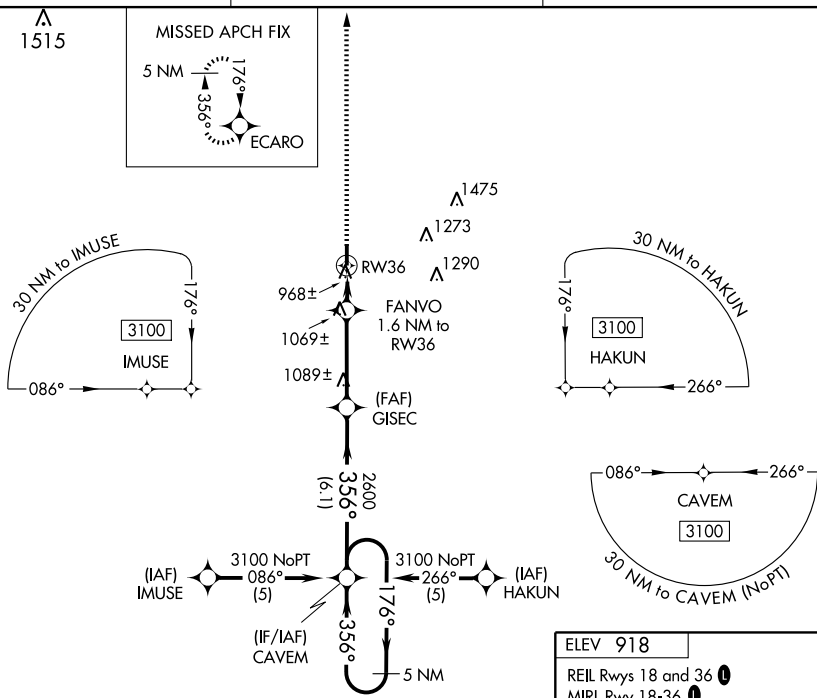 1515
MISSED APCH FIX
5 NM
176°
356°
ECARO
1475
1273
1290
RW36
968±
FANVO
1.6 NM to
RW36
1069±
1089±
(FAF)
GISEC
30 NM to IMUSE
176°
3100
IMUSE
086°
30 NM to HAKUN
176°
3100
HAKUN
266°
086°
266°
CAVEM
3100
30 NM to CAVEM (NoPT)
2600
356°
(6.1)
(IAF)
IMUSE
3100 NoPT
086°
(5)
3100 NoPT
266°
(5)
(IAF)
HAKUN
(IF/IAF)
CAVEM
356°
176°
5 NM
ELEV 918
REIL Rwys 18 and 36 L
MIRL Rwy 18-36 L